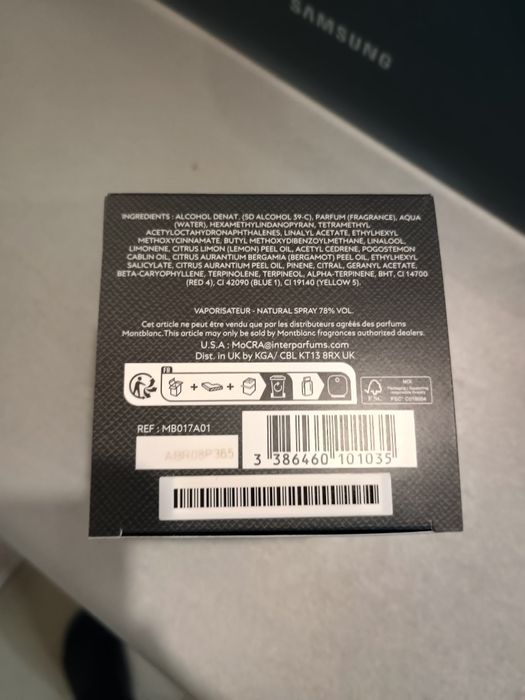 SAMSUNG
INGREDIENTS : ALCOHOL DENAT. (SD ALCOHOL 39-C), PARFUM (FRAGRANCE), AQUA
(WATER), HEXAMETHYLINDANOPYRAN, TETRAMETHYL
ACETYLOCTAHYDRONAPHTHALENES, LINALYL ACETATE, ETHYLHEXYL
METHOXYCINNAMATE, BUTYL METHOXYDIBENZOYLMETHANE, LINALOOL,
LIMONENE, CITRUS LIMON (LEMON) PEEL OIL, ACETYL CEDRENE, POGOSTEMON
CABLIN OIL, CITRUS AURANTIUM BERGAMIA (BERGAMOT) PEEL OIL, ETHYLHEXYL
SALICYLATE, CITRUS AURANTIUM PEEL OIL, PINENE, CITRAL, GERANYL ACETATE,
BETA-CARYOPHYLLENE, TERPINOLENE, TERPINEOL, ALPHA-TERPINENE, BHT, CI 14700
(RED 4), CI 42090 (BLUE 1), CI 19140 (YELLOW 5).
VAPORISATEUR - NATURAL SPRAY 78% VOL.
Cet article ne peut être vendu que par les distributeurs agréés des parfums
Montblanc. This article may only be sold by Montblanc fragrances authorized dealers.
U.S.A : MoCRA@interparfums.com
Dist. in UK by KGA/ CBL KT13 8RX UK
FR
+ +
MIX
FSC
FSC® C018084
REF : MB017A01
ABR08P365
3 386460 101035